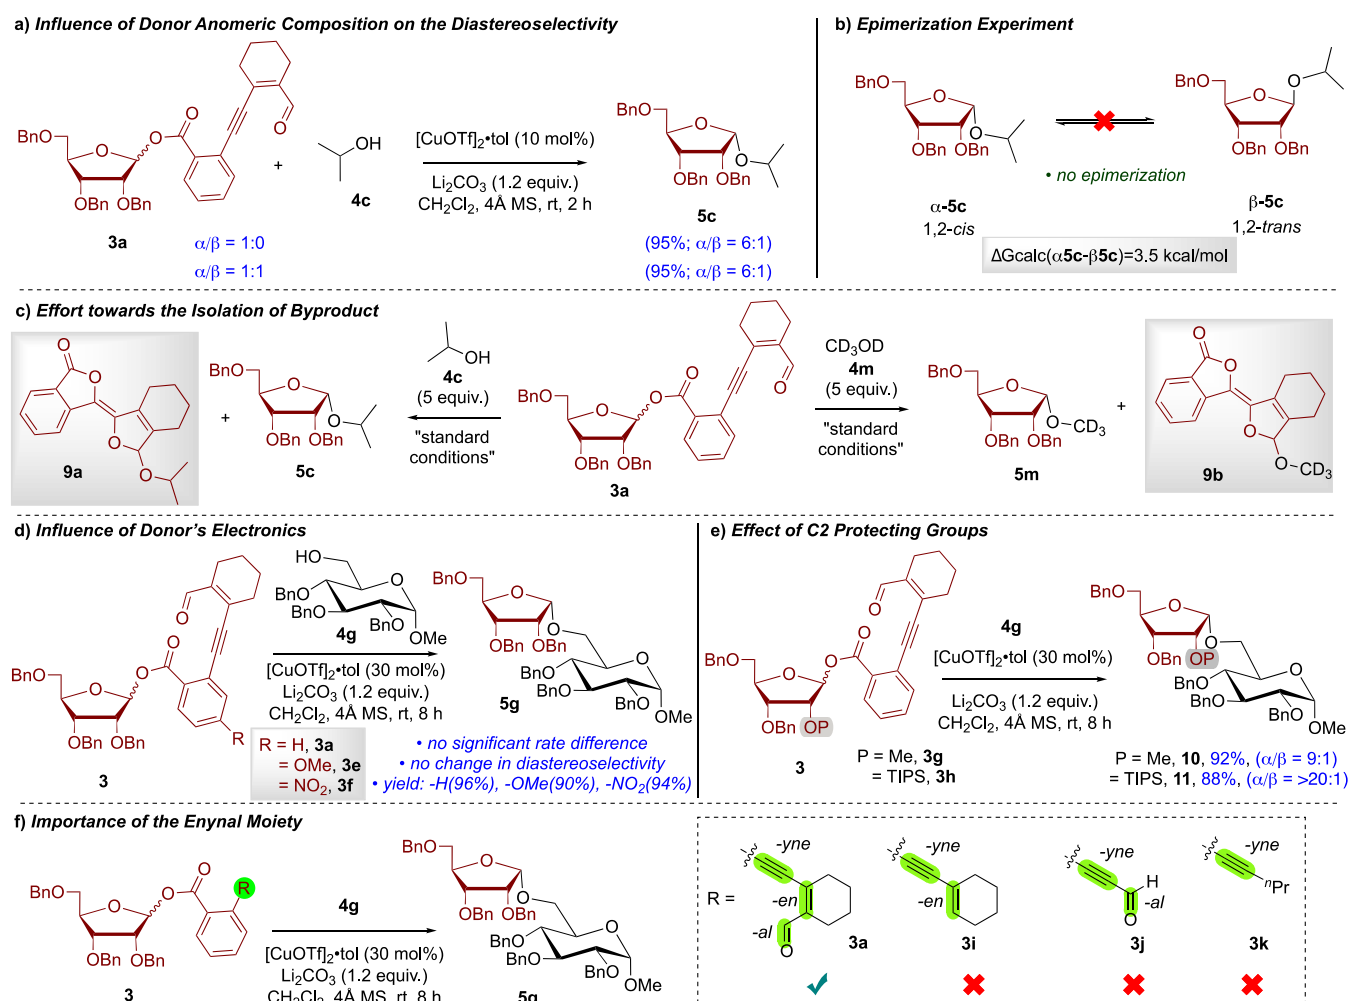 a) Influence of Donor Anomeric Composition on the Diastereoselectivity
BnO
O
O
O
O
OBn
OBn
3a
α/β = 1:0
α/β = 1:1
+
OH
4c
[CuOTf]2•tol (10 mol%)
Li2CO3 (1.2 equiv.)
CH2Cl2, 4Å MS, rt, 2 h
BnO
O
O
OBn
OBn
5c
(95%; α/β = 6:1)
(95%; α/β = 6:1)
b) Epimerization Experiment
BnO
O
O
OBn
OBn
α-5c
1,2-cis
• no epimerization
BnO
O
O
OBn
OBn
β-5c
1,2-trans
ΔGcalc(α5c-β5c)=3.5 kcal/mol
c) Effort towards the Isolation of Byproduct
O
O
O
O
9a
+
BnO
O
O
OBn
OBn
5c
OH
4c
(5 equiv.)
"standard
conditions"
BnO
O
O
O
O
OBn
OBn
3a
CD3OD
4m
(5 equiv.)
"standard
conditions"
BnO
O
O
CD3
OBn
OBn
5m
+
O
O
O
O
CD3
9b
d) Influence of Donor's Electronics
O
O
O
BnO
O
OBn
OBn
R
3
HO
O
BnO
BnO
BnO
OMe
4g
[CuOTf]2•tol (30 mol%)
Li2CO3 (1.2 equiv.)
CH2Cl2, 4Å MS, rt, 8 h
R = H, 3a
= OMe, 3e
= NO2, 3f
BnO
O
O
OBn
OBn
O
BnO
BnO
BnO
OMe
5g
• no significant rate difference
• no change in diastereoselectivity
• yield: -H(96%), -OMe(90%), -NO2(94%)
e) Effect of C2 Protecting Groups
O
O
O
BnO
O
BnO
OP
3
P = Me, 3g
= TIPS, 3h
4g
[CuOTf]2•tol (30 mol%)
Li2CO3 (1.2 equiv.)
CH2Cl2, 4Å MS, rt, 8 h
BnO
O
O
BnO
OP
O
BnO
BnO
BnO
OMe
P = Me, 10, 92%, (α/β = 9:1)
= TIPS, 11, 88%, (α/β = >20:1)
f) Importance of the Enynal Moiety
BnO
O
O
O
R
OBn
OBn
3
4g
[CuOTf]2•tol (30 mol%)
Li2CO3 (1.2 equiv.)
CH2Cl2, 4Å MS, rt, 8 h
BnO
O
O
OBn
OBn
O
BnO
BnO
BnO
OMe
5g
R =
-yne
-en
-al
O
3a
-yne
-en
3i
-yne
H
-al
O
3j
-yne
nPr
3k